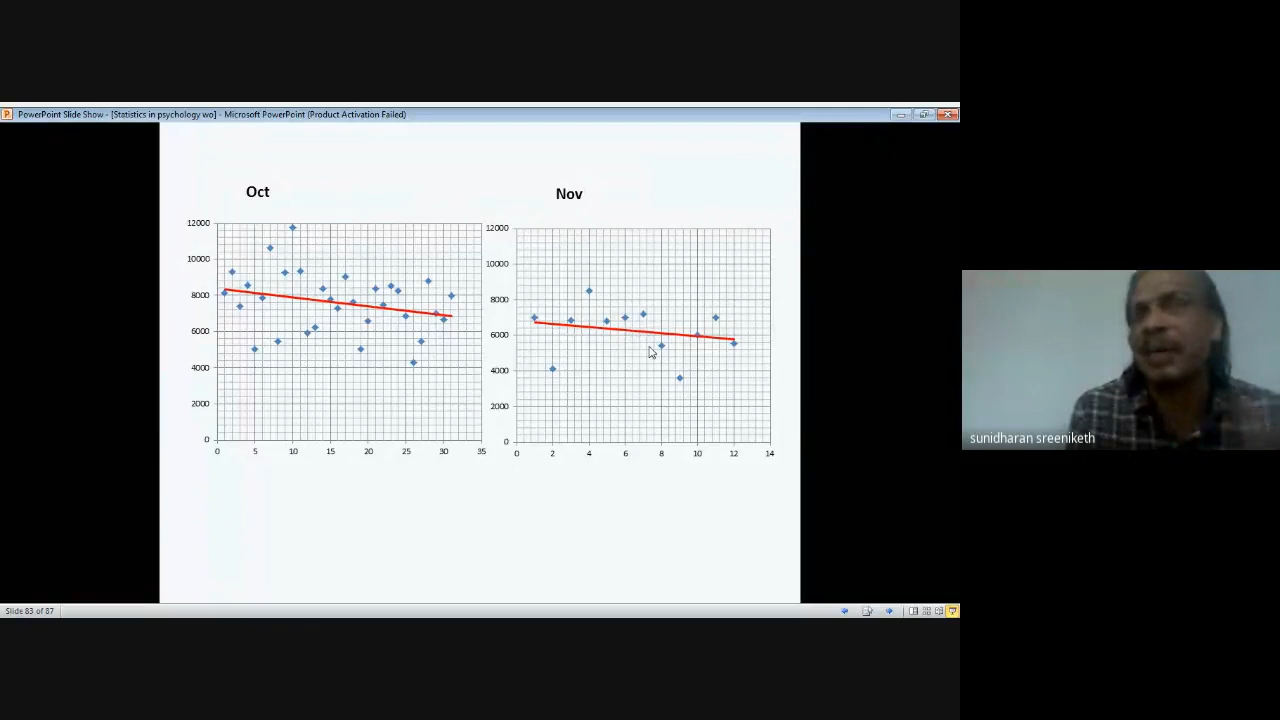 PowerPoint Slide Show - [Statistics in psychology wo] - Microsoft PowerPoint (Product Activation Failed)
Oct
Nov
12000
10000
8000
6000
4000
2000
0
0 5 10 15 20 25 30 35
12000
10000
8000
6000
4000
2000
0
0 2 4 6 8 10 12 14
sunidharan sreeniketh
Slide 83 of 87